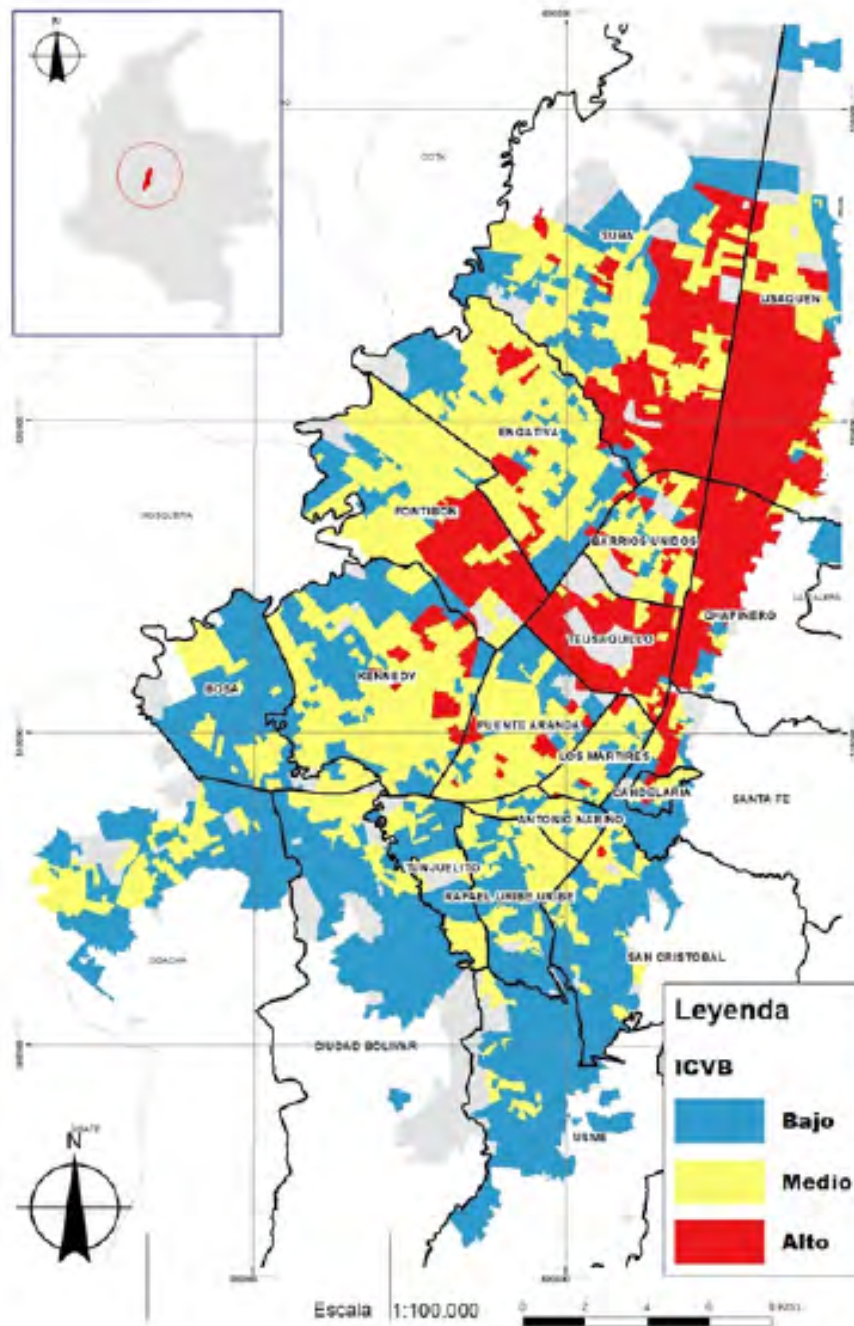 N
COTA
SUBA
USAQUEN
ENGATIVA
MOSQUERA
FONTIBON
BARRIOS UNIDOS
LA CALERA
CHAPINERO
TEUSAQUILLO
KENNEDY
BOSA
PUENTE ARANDA
LOS MARTIRES
CANDELARIA
SANTA FE
ANTONIO NARIÑO
TUNJUELITO
RAFAEL URIBE URIBE
SOACHA
SAN CRISTOBAL
CIUDAD BOLIVAR
USME
N
Leyenda
ICVB
Bajo
Medio
Alto
Escala 1:100.000
0 2 4 6